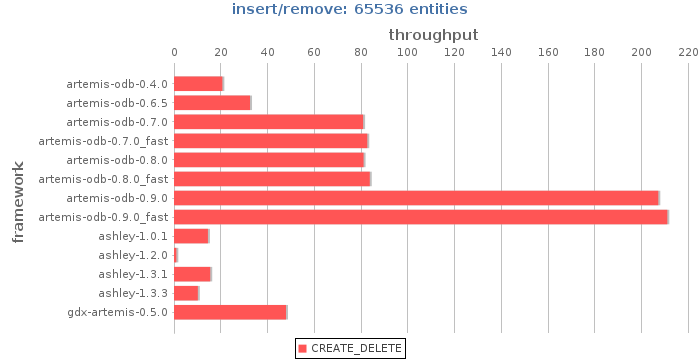 insert/remove: 65536 entities
throughput
0 20 40 60 80 100 120 140 160 180 200 220
framework
artemis-odb-0.4.0
artemis-odb-0.6.5
artemis-odb-0.7.0
artemis-odb-0.7.0_fast
artemis-odb-0.8.0
artemis-odb-0.8.0_fast
artemis-odb-0.9.0
artemis-odb-0.9.0_fast
ashley-1.0.1
ashley-1.2.0
ashley-1.3.1
ashley-1.3.3
gdx-artemis-0.5.0
CREATE_DELETE